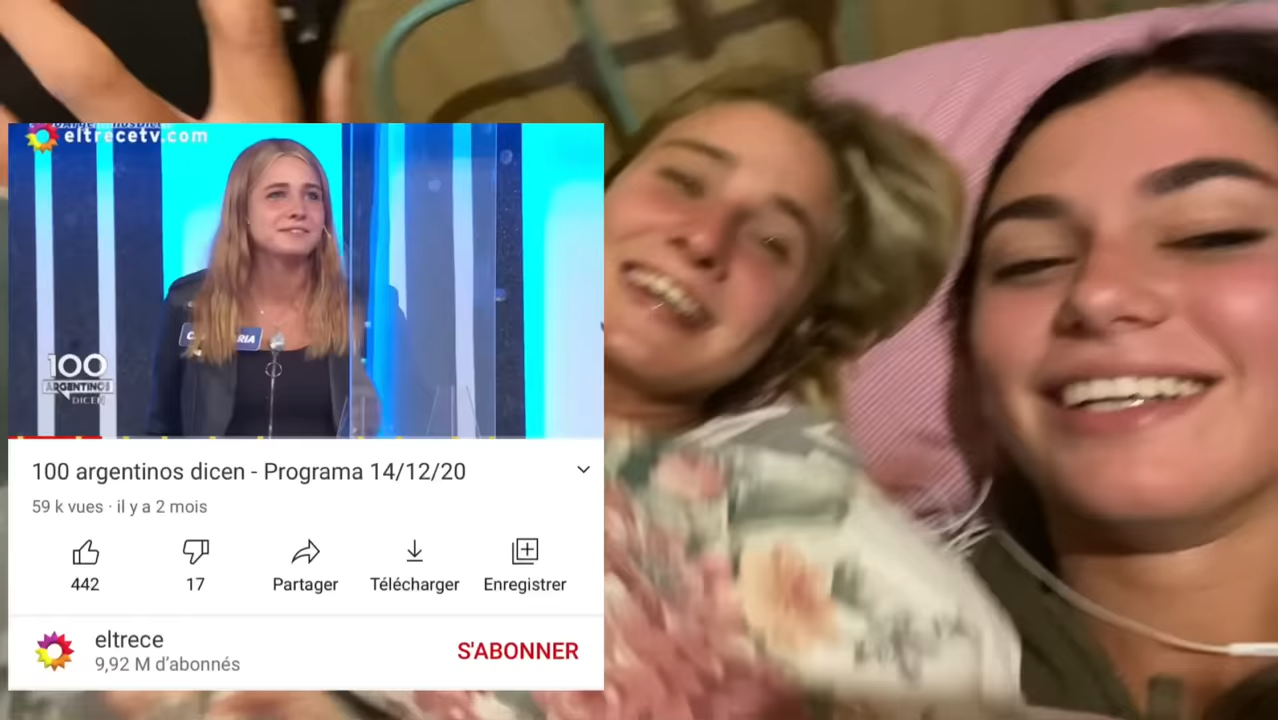 eltrecetv.com
100
ARGENTINOS
DICEN
100 argentinos dicen - Programa 14/12/20
59 k vues · il y a 2 mois
442
17
Partager
Télécharger
Enregistrer
eltrece
9,92 M d’abonnés
S'ABONNER